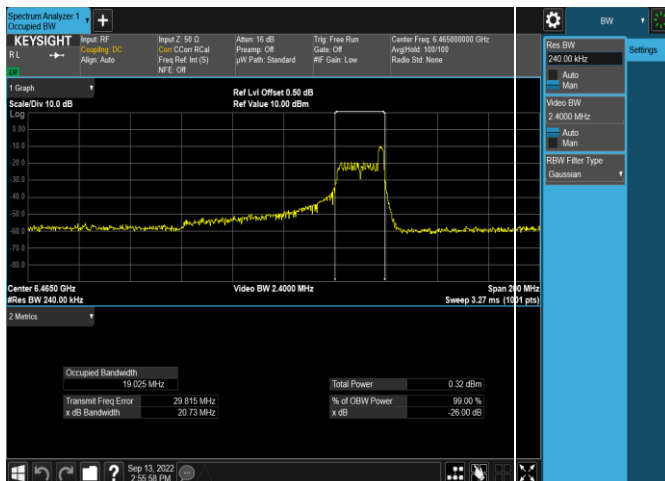 Spectrum Analyzer 1
Occupied BW
+
KEYSIGHT
R L
LXI
Input: RF
Coupling: DC
Align: Auto
Input Z: 50 Ω
Corr CCorr RCal
Freq Ref: Int (S)
NFE: Off
Atten: 16 dB
Preamp: Off
µW Path: Standard
Trig: Free Run
Gate: Off
#IF Gain: Low
Center Freq: 6.465000000 GHz
Avg|Hold: 100/100
Radio Std: None
1 Graph
Scale/Div 10.0 dB
Ref Lvl Offset 0.50 dB
Ref Value 10.00 dBm
Log
0.00
-10.0
-20.0
-30.0
-40.0
-50.0
-60.0
-70.0
-80.0
Center 6.4650 GHz
#Res BW 240.00 kHz
Video BW 2.4000 MHz
Span 200 MHz
Sweep 3.27 ms (1001 pts)
2 Metrics
Occupied Bandwidth
19.025 MHz
Transmit Freq Error 29.815 MHz
x dB Bandwidth 20.73 MHz
Total Power 0.32 dBm
% of OBW Power 99.00 %
x dB -26.00 dB
?
Sep 13, 2022
2:55:50 PM
BW
Settings
Res BW
240.00 kHz
Auto
Man
Video BW
2.4000 MHz
Auto
Man
RBW Filter Type
Gaussian